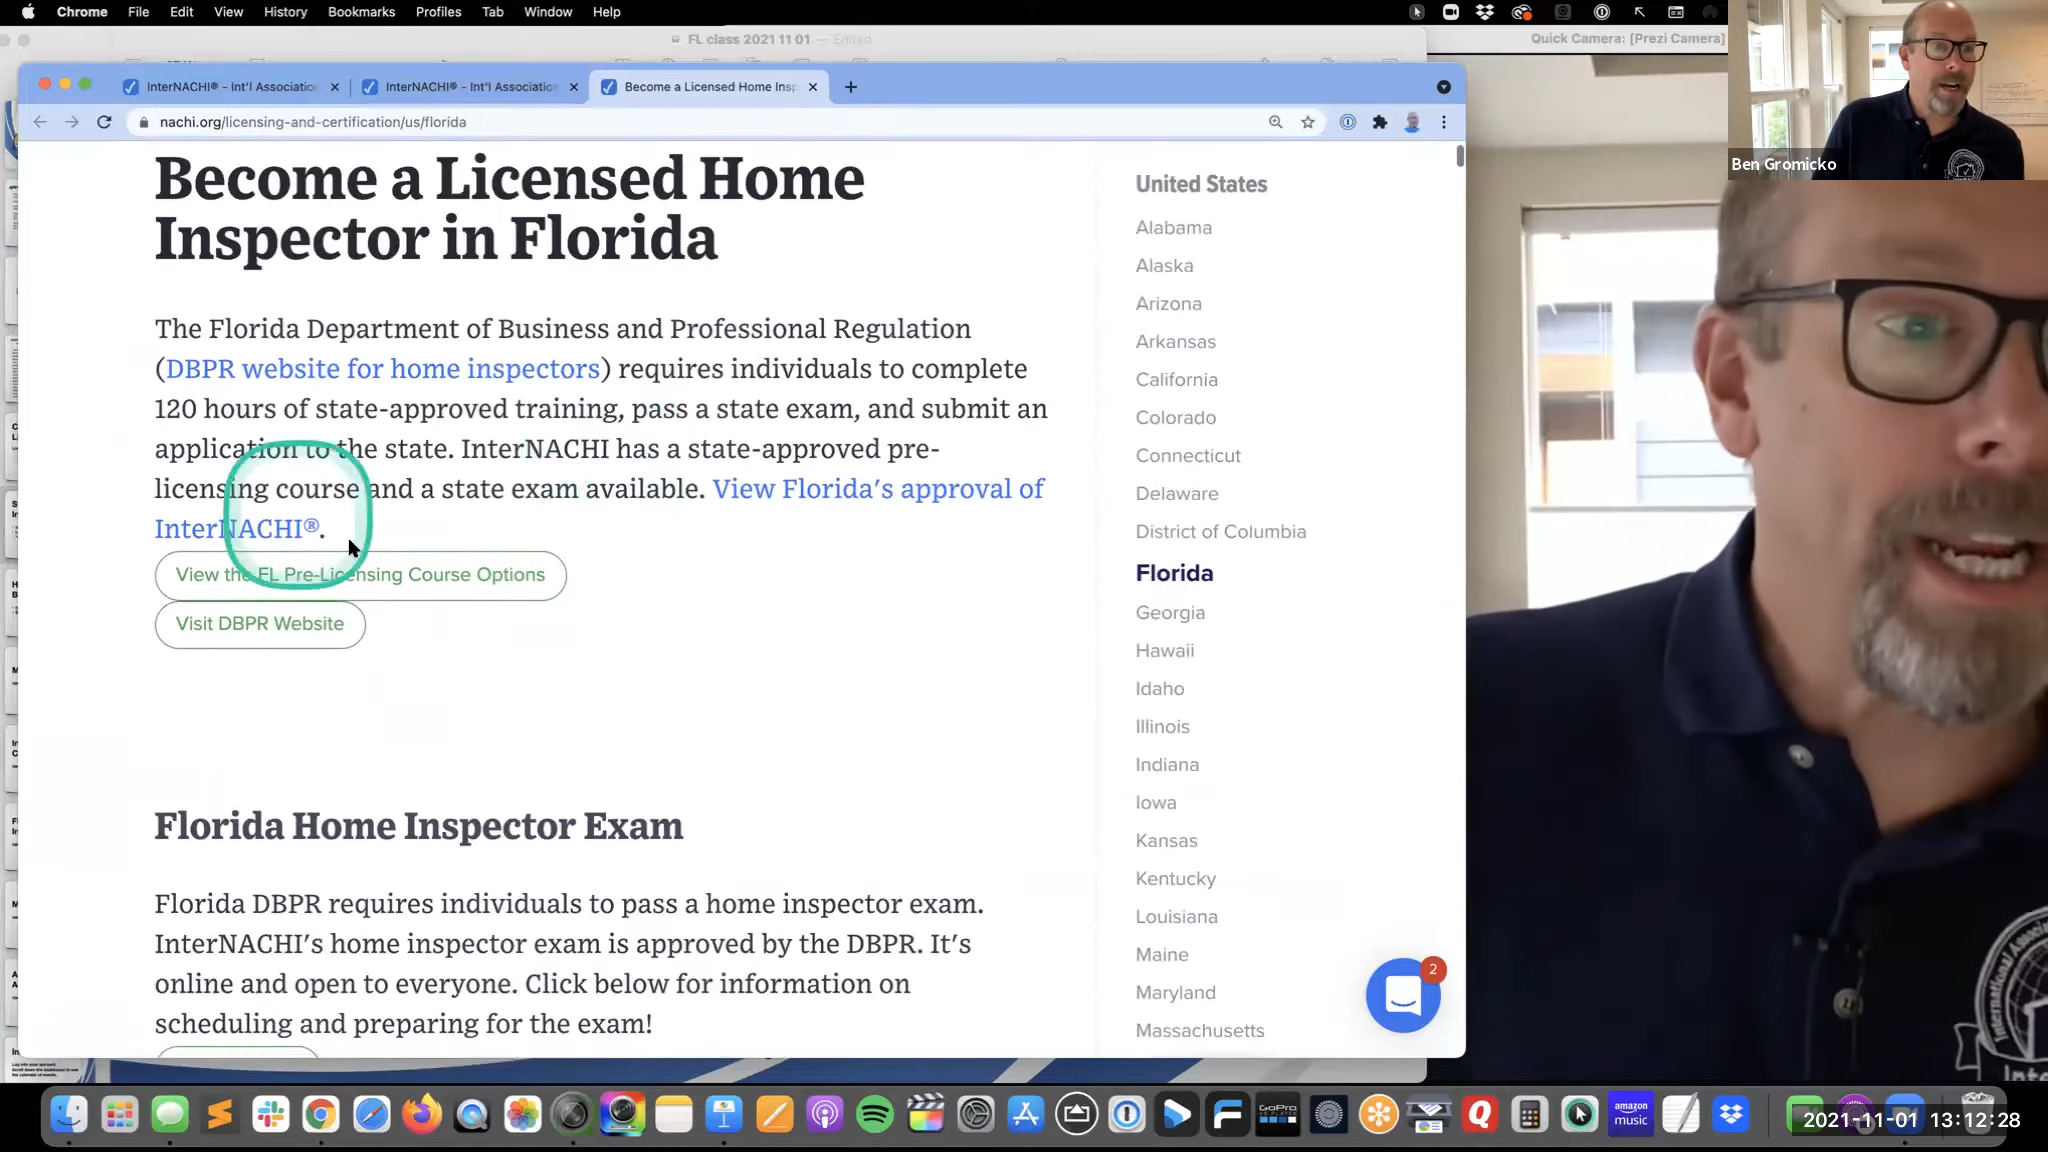 Chrome File Edit View History Bookmarks Profiles Tab Window Help
FL class 2021 11 01 — Edited
Quick Camera: [Prezi Camera]
InterNACHI® - Int'l Association
InterNACHI® - Int'l Association
Become a Licensed Home Insp
nachi.org/licensing-and-certification/us/florida
Ben Gromicko
Become a Licensed Home
Inspector in Florida
The Florida Department of Business and Professional Regulation
(DBPR website for home inspectors) requires individuals to complete
120 hours of state-approved training, pass a state exam, and submit an
application to the state. InterNACHI has a state-approved pre-
licensing course and a state exam available. View Florida's approval of
InterNACHI®.
View the FL Pre-Licensing Course Options
Visit DBPR Website
Florida Home Inspector Exam
Florida DBPR requires individuals to pass a home inspector exam.
InterNACHI's home inspector exam is approved by the DBPR. It's
online and open to everyone. Click below for information on
scheduling and preparing for the exam!
United States
Alabama
Alaska
Arizona
Arkansas
California
Colorado
Connecticut
Delaware
District of Columbia
Florida
Georgia
Hawaii
Idaho
Illinois
Indiana
Iowa
Kansas
Kentucky
Louisiana
Maine
Maryland
Massachusetts
2
GoPro
amazon
music
2021-11-01 13:12:28